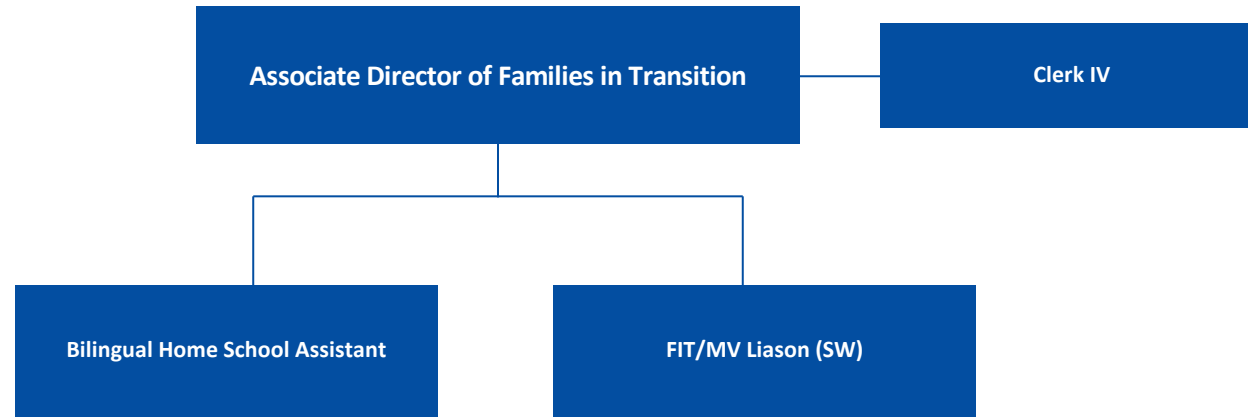 Associate Director of Families in Transition
Clerk IV
Bilingual Home School Assistant
FIT/MV Liason (SW)